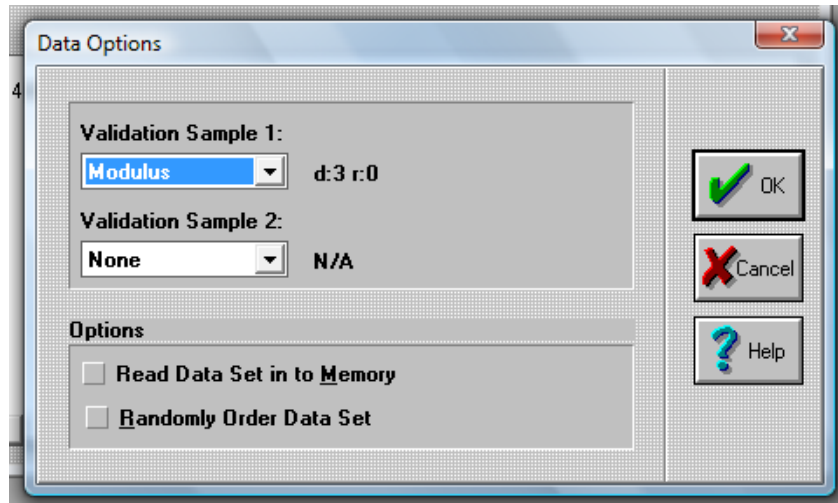 Data Options
4
Validation Sample 1:
Modulus d:3 r:0
Validation Sample 2:
None N/A
Options
Read Data Set in to Memory
Randomly Order Data Set
OK
Cancel
Help